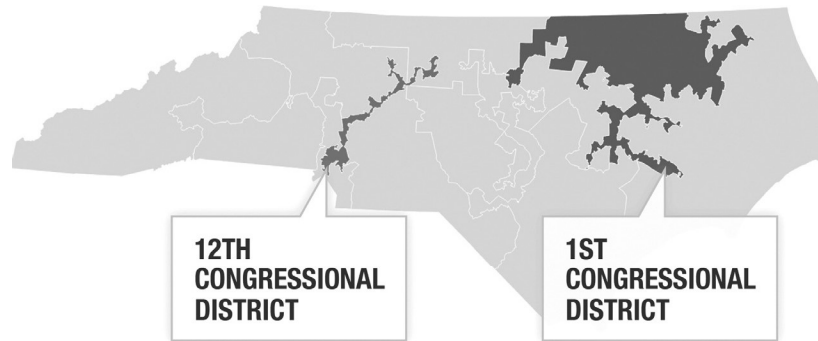 12TH
CONGRESSIONAL
DISTRICT
1ST
CONGRESSIONAL
DISTRICT